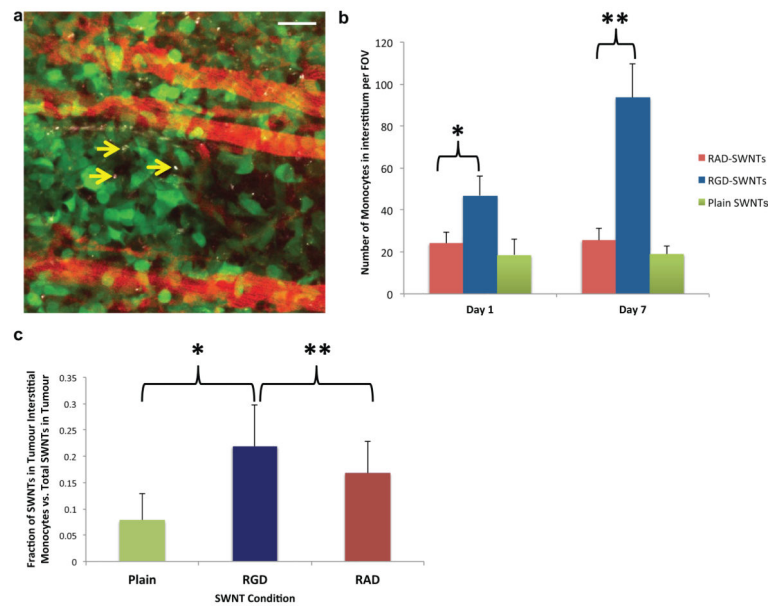 a
b
**
*
Number of Monocytes in interstitium per FOV
120
100
80
60
40
20
0
Day 1
Day 7
RAD-SWNTs
RGD-SWNTs
Plain SWNTs
c
*
**
Fraction of SWNTs in Tumour Interstitial
Monocytes vs. Total SWNTs in Tumour
0.35
0.3
0.25
0.2
0.15
0.1
0.05
0
Plain
RGD
RAD
SWNT Condition